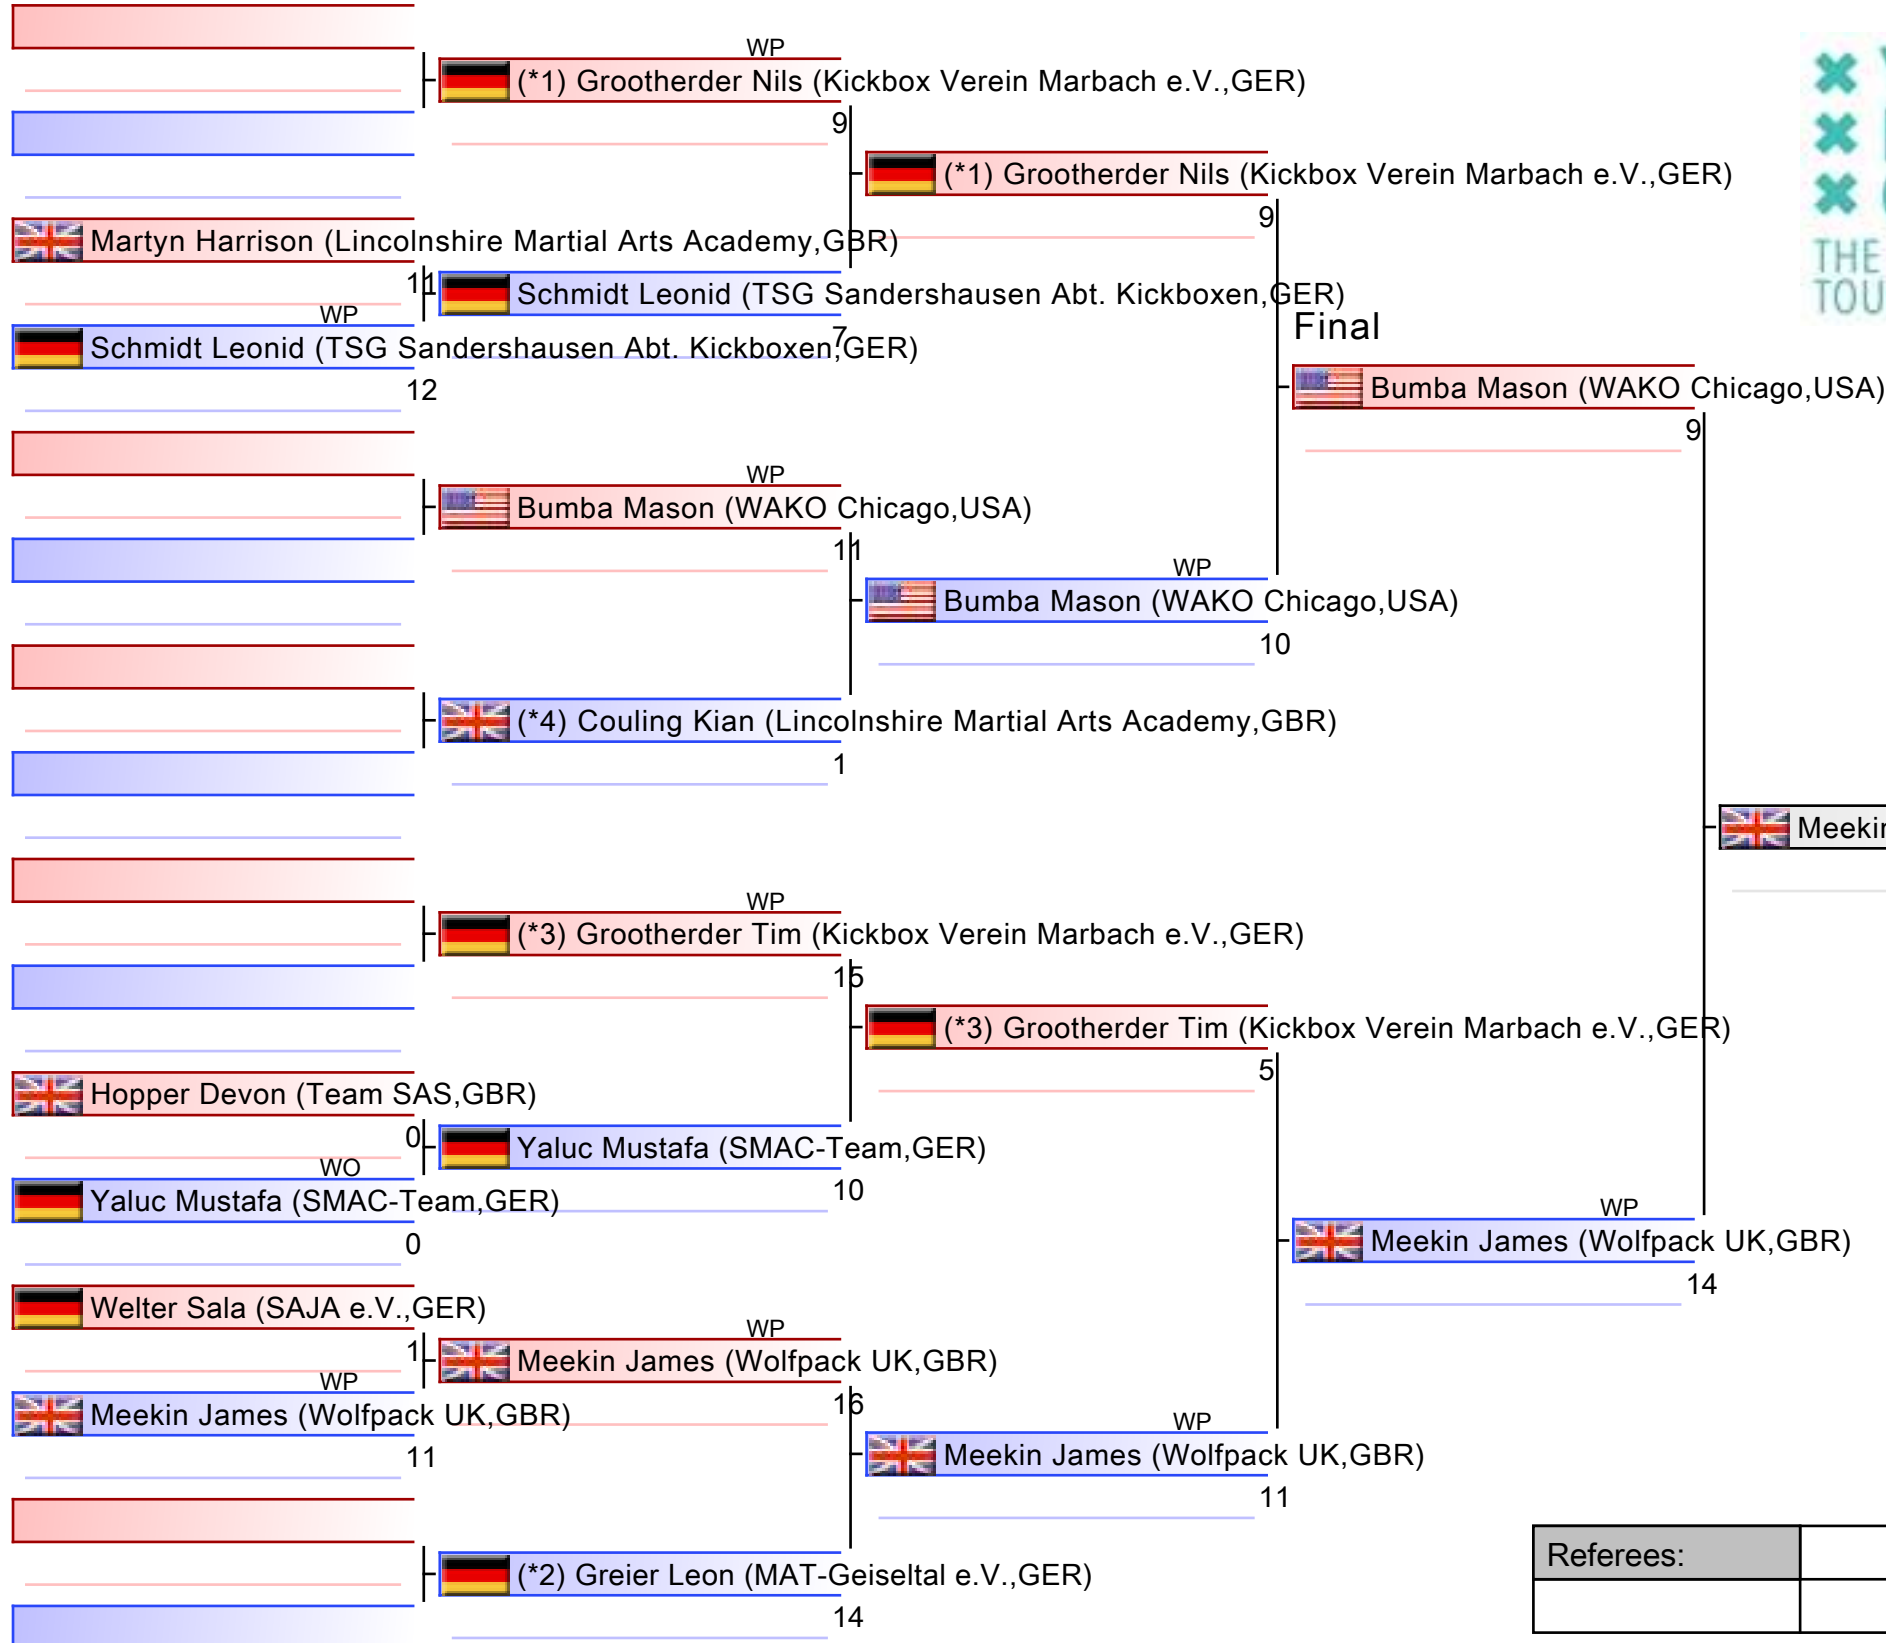 WP
(*1) Grootherder Nils (Kickbox Verein Marbach e.V.,GER)
9
(*1) Grootherder Nils (Kickbox Verein Marbach e.V.,GER)
9
THE
TOU
Martyn Harrison (Lincolnshire Martial Arts Academy,GBR)
11
Schmidt Leonid (TSG Sandershausen Abt. Kickboxen,GER)
7
WP
Schmidt Leonid (TSG Sandershausen Abt. Kickboxen,GER)
12
Final
Bumba Mason (WAKO Chicago,USA)
9
WP
Bumba Mason (WAKO Chicago,USA)
11
WP
Bumba Mason (WAKO Chicago,USA)
10
(*4) Couling Kian (Lincolnshire Martial Arts Academy,GBR)
1
WP
(*3) Grootherder Tim (Kickbox Verein Marbach e.V.,GER)
15
(*3) Grootherder Tim (Kickbox Verein Marbach e.V.,GER)
5
Hopper Devon (Team SAS,GBR)
0
Yaluc Mustafa (SMAC-Team,GER)
10
WO
Yaluc Mustafa (SMAC-Team,GER)
0
WP
Meekin James (Wolfpack UK,GBR)
14
Welter Sala (SAJA e.V.,GER)
1
WP
Meekin James (Wolfpack UK,GBR)
16
WP
Meekin James (Wolfpack UK,GBR)
11
WP
Meekin James (Wolfpack UK,GBR)
11
(*2) Greier Leon (MAT-Geiseltal e.V.,GER)
14
Referees: